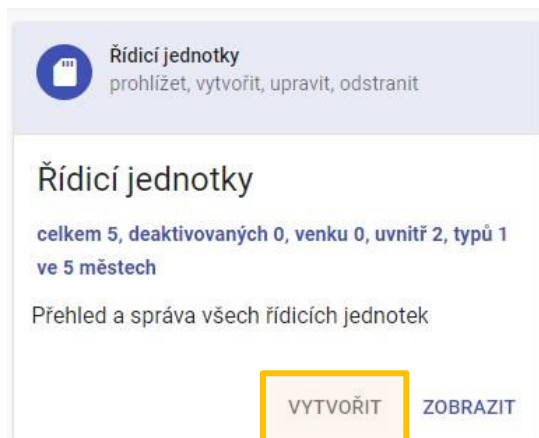 Řídicí jednotky
prohlížet, vytvořit, upravit, odstranit
Řídicí jednotky
celkem 5, deaktivovaných 0, venku 0, uvnitř 2, typů 1
ve 5 městech
Přehled a správa všech řídicích jednotek
VYTVOŘIT ZOBRAZIT